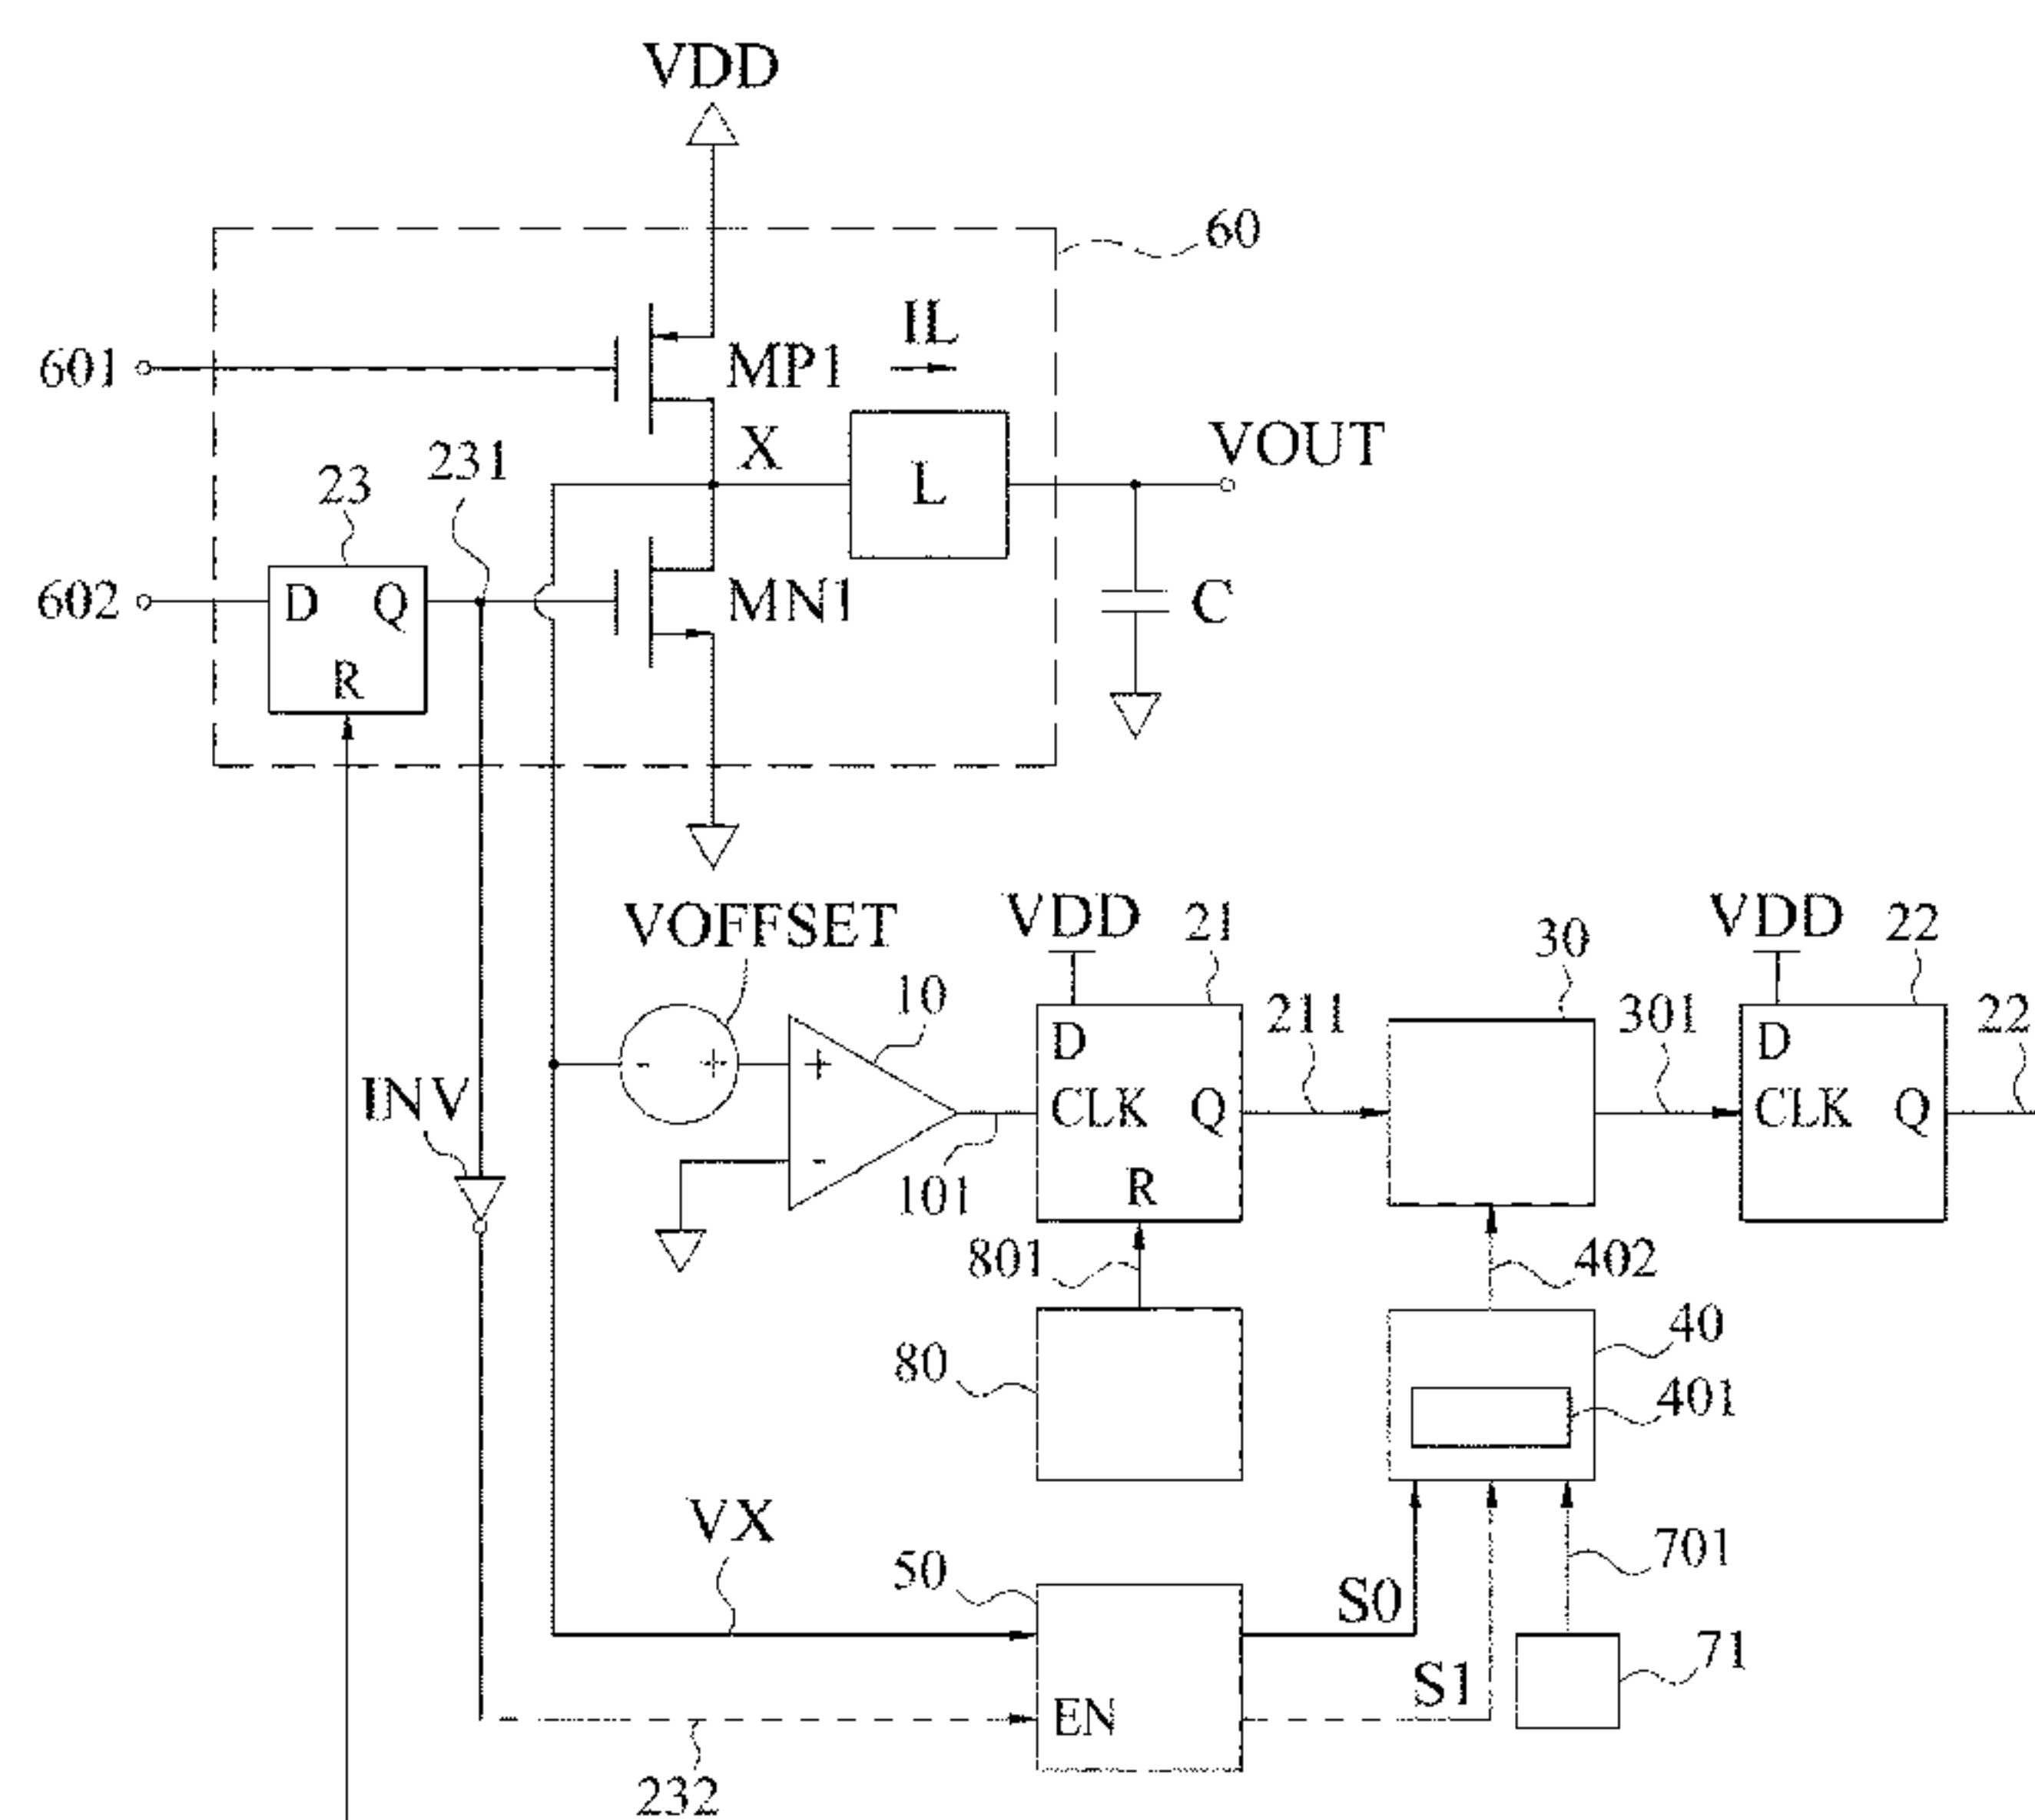 VDD
60
601
MP1
IL
X
VOUT
L
23
231
602
D
Q
R
MN1
C
VOFFSET
VDD
21
30
VDD
22
10
211
301
22
INV
-
+
+
-
D
CLK
Q
R
D
CLK
Q
101
801
402
80
40
401
VX
50
S0
701
S1
71
EN
232